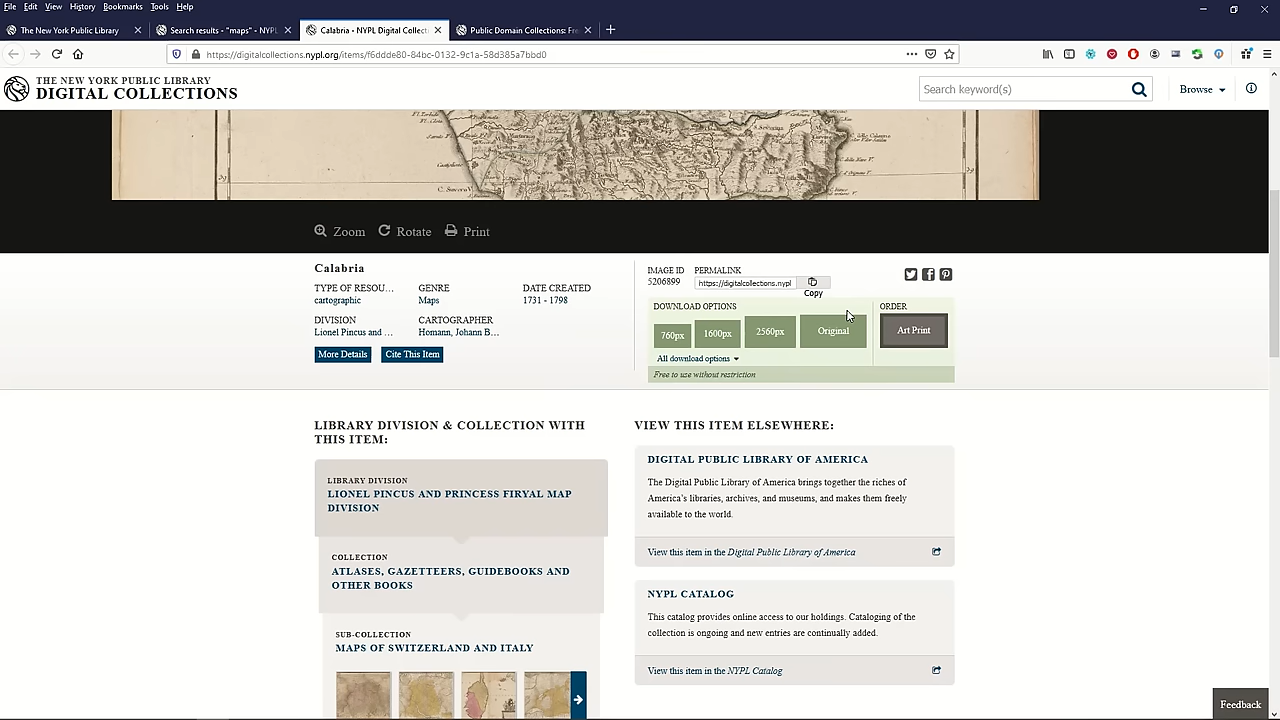 File Edit View History Bookmarks Tools Help
The New York Public Library
Search results - "maps" - NYPL
Calabria - NYPL Digital Collecti
Public Domain Collections: Fre
https://digitalcollections.nypl.org/items/f6ddde80-84bc-0132-9c1a-58d385a7bbd0
THE NEW YORK PUBLIC LIBRARY
DIGITAL COLLECTIONS
Search keyword(s)
Browse
Zoom Rotate Print
Calabria
TYPE OF RESOU... GENRE DATE CREATED
cartographic Maps 1731 - 1798
DIVISION CARTOGRAPHER
Lionel Pincus and ... Homann, Johann B...
More Details Cite This Item
IMAGE ID PERMALINK
5206899 https://digitalcollections.nypl
Copy
DOWNLOAD OPTIONS ORDER
760px 1600px 2560px Original Art Print
All download options
Free to use without restriction
LIBRARY DIVISION & COLLECTION WITH
THIS ITEM:
LIBRARY DIVISION
LIONEL PINCUS AND PRINCESS FIRYAL MAP
DIVISION
COLLECTION
ATLASES, GAZETTEERS, GUIDEBOOKS AND
OTHER BOOKS
SUB-COLLECTION
MAPS OF SWITZERLAND AND ITALY
VIEW THIS ITEM ELSEWHERE:
DIGITAL PUBLIC LIBRARY OF AMERICA
The Digital Public Library of America brings together the riches of
America's libraries, archives, and museums, and makes them freely
available to the world.
View this item in the Digital Public Library of America
NYPL CATALOG
This catalog provides online access to our holdings. Cataloging of the
collection is ongoing and new entries are continually added.
View this item in the NYPL Catalog
Feedback